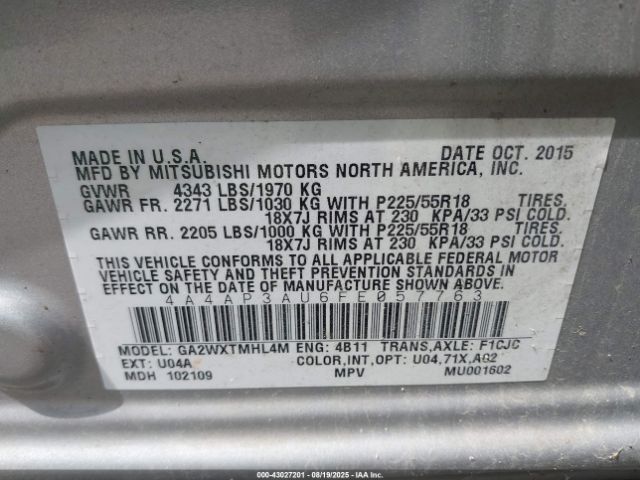 MADE IN U.S.A. DATE OCT. 2015
MFD BY MITSUBISHI MOTORS NORTH AMERICA, INC.
GVWR 4343 LBS/1970 KG
GAWR FR. 2271 LBS/1030 KG WITH P225/55R18 TIRES,
18X7J RIMS AT 230 KPA/33 PSI COLD.
GAWR RR. 2205 LBS/1000 KG WITH P225/55R18 TIRES,
18X7J RIMS AT 230 KPA/33 PSI COLD.
THIS VEHICLE CONFORMS TO ALL APPLICABLE FEDERAL MOTOR
VEHICLE SAFETY AND THEFT PREVENTION STANDARDS IN
EFFECT ON THE DATE OF MANUFACTURE SHOWN ABOVE.
4A4AP3AU6FE057763
MODEL: GA2WXTMHL4M ENG: 4B11 TRANS,AXLE: F1CJC
EXT: U04A COLOR,INT,OPT: U04,71X,A02
MDH 102109 MPV MU001602
000-43027201 - 08/19/2025 - IAAI.COM